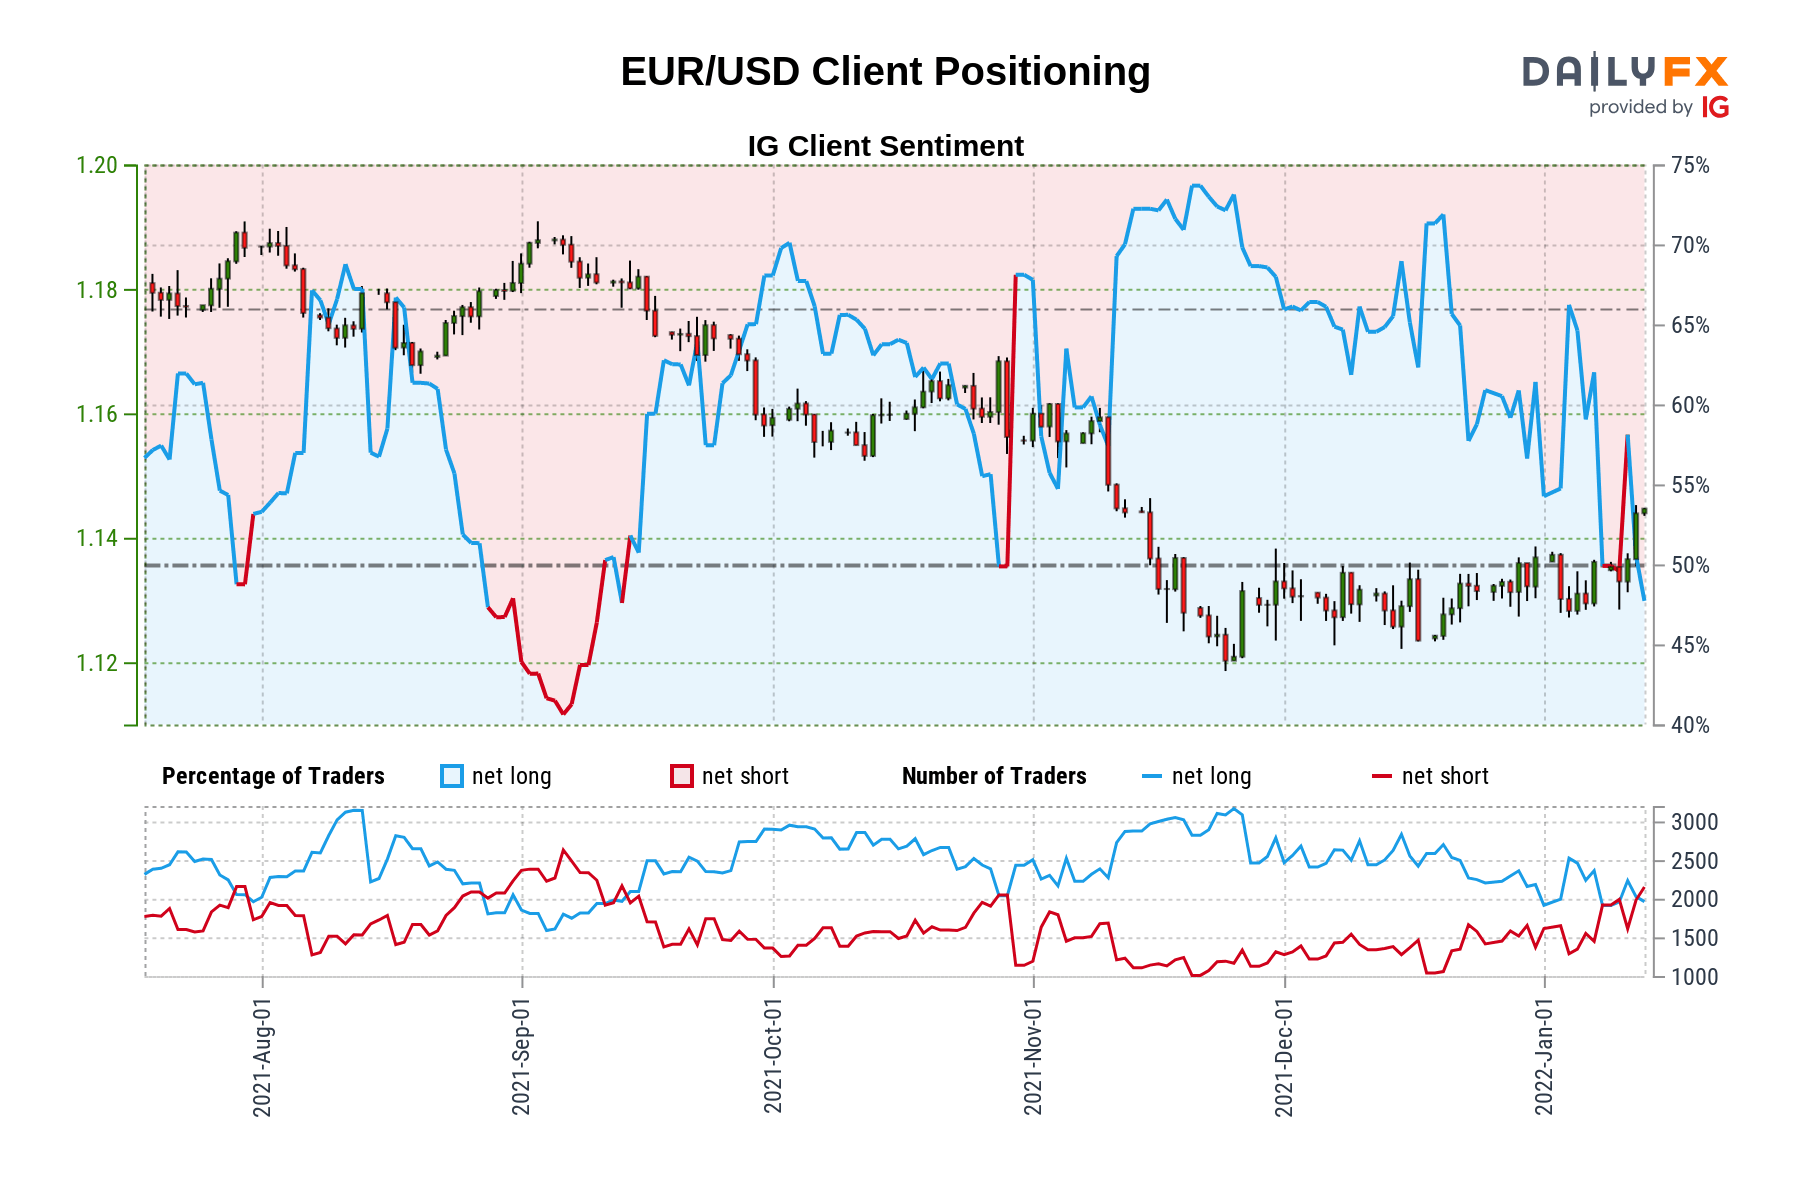 EUR/USD Client Positioning
DAILYFX
provided by IG
IG Client Sentiment
1.20
1.18
1.16
1.14
1.12
75%
70%
65%
60%
55%
50%
45%
40%
Percentage of Traders net long net short Number of Traders net long net short
3000
2500
2000
1500
1000
2021-Aug-01
2021-Sep-01
2021-Oct-01
2021-Nov-01
2021-Dec-01
2022-Jan-01